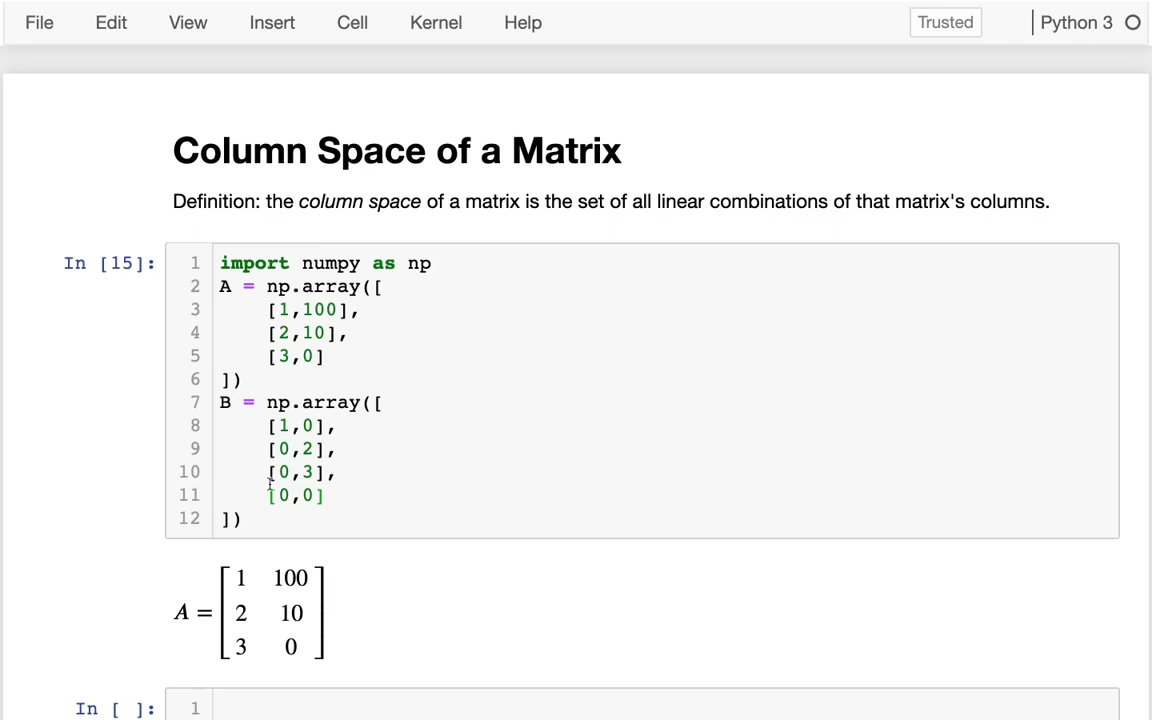 File Edit View Insert Cell Kernel Help Trusted Python 3
Column Space of a Matrix
Definition: the column space of a matrix is the set of all linear combinations of that matrix's columns.
In [15]: 1 import numpy as np
2 A = np.array([
3 [1,100],
4 [2,10],
5 [3,0]
6 ])
7 B = np.array([
8 [1,0],
9 [0,2],
10 [0,3],
11 [0,0]
12 ])
1 100
A = 2 10
3 0
In [ ]: 1